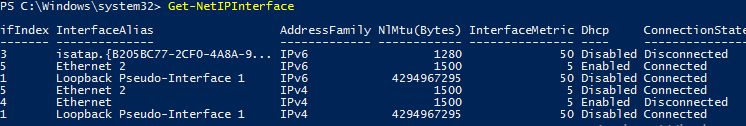 PS C:\Windows\system32> Get-NetIPInterface
ifIndex InterfaceAlias AddressFamily NlMtu(Bytes) InterfaceMetric Dhcp ConnectionState
------- -------------- ------------- ------------ --------------- ---- ---------------
3 isatap.{B205BC77-2CF0-4A8A-9... IPv6 1280 50 Disabled Disconnected
5 Ethernet 2 IPv6 1500 5 Enabled Connected
1 Loopback Pseudo-Interface 1 IPv6 4294967295 50 Disabled Connected
5 Ethernet 2 IPv4 1500 5 Disabled Connected
4 Ethernet IPv4 1500 5 Enabled Disconnected
1 Loopback Pseudo-Interface 1 IPv4 4294967295 50 Disabled Connected